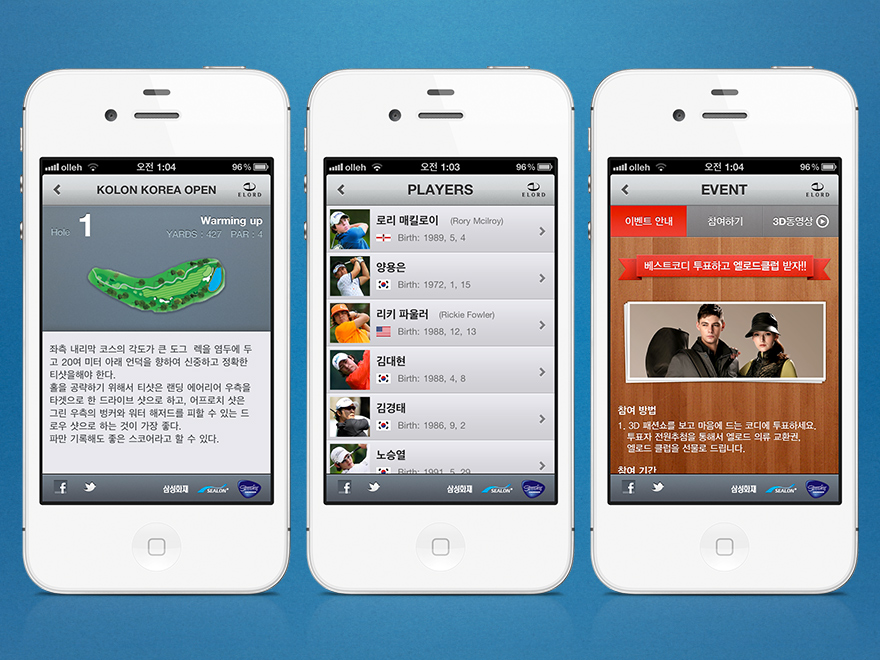 olleh 오전 1:04 96%
KOLON KOREA OPEN ELORD
Hole 1 Warming up
YARDS : 427 PAR : 4
좌측 내리막 코스의 각도가 큰 도그 렉을 염두에 두
고 20여 미터 아래 언덕을 향하여 신중하고 정확한
티샷을해야 한다.
홀을 공략하기 위해서 티샷은 랜딩 에어리어 우측을
타겟으로 한 드라이브 샷으로 하고, 어프로치 샷은
그린 우측의 벙커와 워터 해저드를 피할 수 있는 드
로우 샷으로 하는 것이 가장 좋다.
파만 기록해도 좋은 스코어라고 할 수 있다.
f 삼성화재 SEALON
olleh 오전 1:03 96%
PLAYERS ELORD
로리 매킬로이 (Rory Mcilroy)
Birth: 1989, 5, 4
양용은
Birth: 1972, 1, 15
리키 파울러 (Rickie Fowler)
Birth: 1988, 12, 13
김대현
Birth: 1988, 4, 8
김경태
Birth: 1986, 9, 2
노승열
Birth: 1991, 5, 29
f 삼성화재 SEALON
olleh 오전 1:04 96%
EVENT ELORD
이벤트 안내 참여하기 3D동영상
베스트코디 투표하고 엘로드클럽 받자!!
참여 방법
1. 3D 패션쇼를 보고 마음에 드는 코디에 투표하세요.
투표자 전원추첨을 통해서 엘로드 의류 교환권,
엘로드 클럽을 선물로 드립니다.
참여 기간
f 삼성화재 SEALON